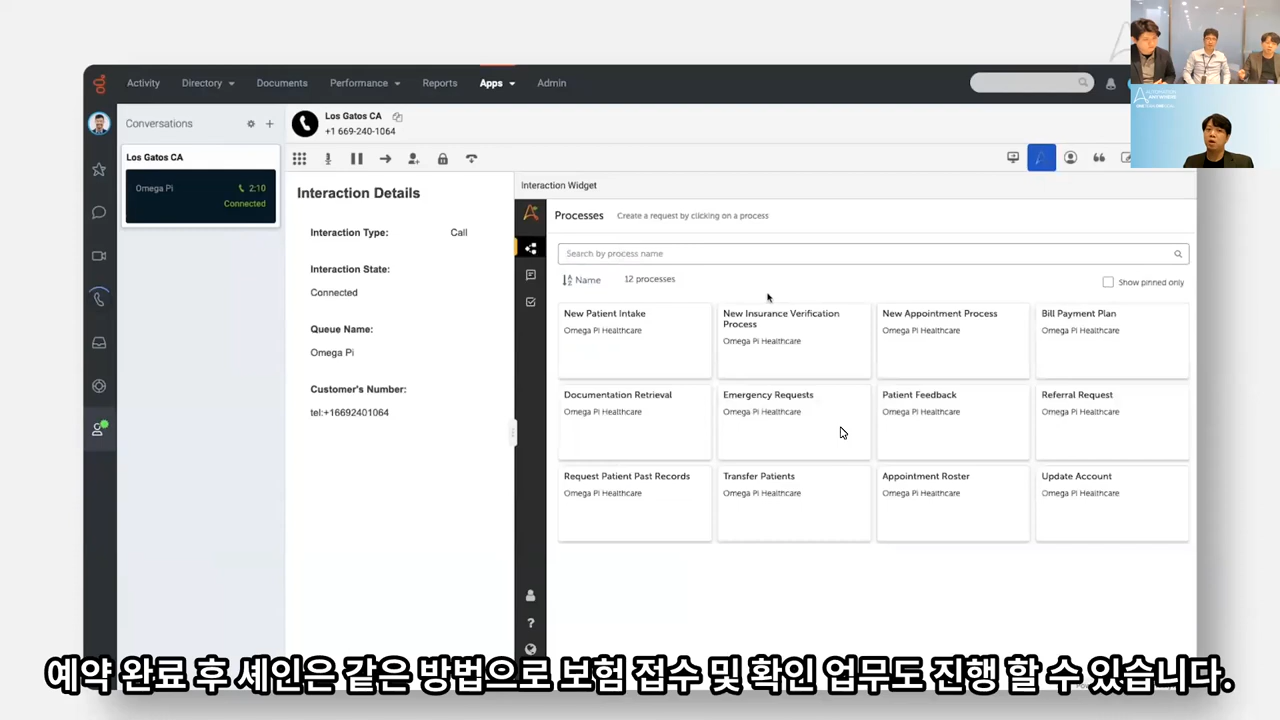 Activity
Directory
Documents
Performance
Reports
Apps
Admin
Conversations
Los Gatos CA
+1 669-240-1064
Los Gatos CA
Omega Pi
2:10
Connected
Interaction Details
Interaction Type:
Call
Interaction State:
Connected
Queue Name:
Omega Pi
Customer's Number:
tel:+16692401064
Interaction Widget
Processes
Create a request by clicking on a process
Search by process name
Name
12 processes
Show pinned only
New Patient Intake
Omega Pi Healthcare
New Insurance Verification
Process
Omega Pi Healthcare
New Appointment Process
Omega Pi Healthcare
Bill Payment Plan
Omega Pi Healthcare
Documentation Retrieval
Omega Pi Healthcare
Emergency Requests
Omega Pi Healthcare
Patient Feedback
Omega Pi Healthcare
Referral Request
Omega Pi Healthcare
Request Patient Past Records
Omega Pi Healthcare
Transfer Patients
Omega Pi Healthcare
Appointment Roster
Omega Pi Healthcare
Update Account
Omega Pi Healthcare
AUTOMATION
ANYWHERE
예약 완료 후 셰인은 같은 방법으로 보험 접수 및 확인 업무도 진행 할 수 있습니다.